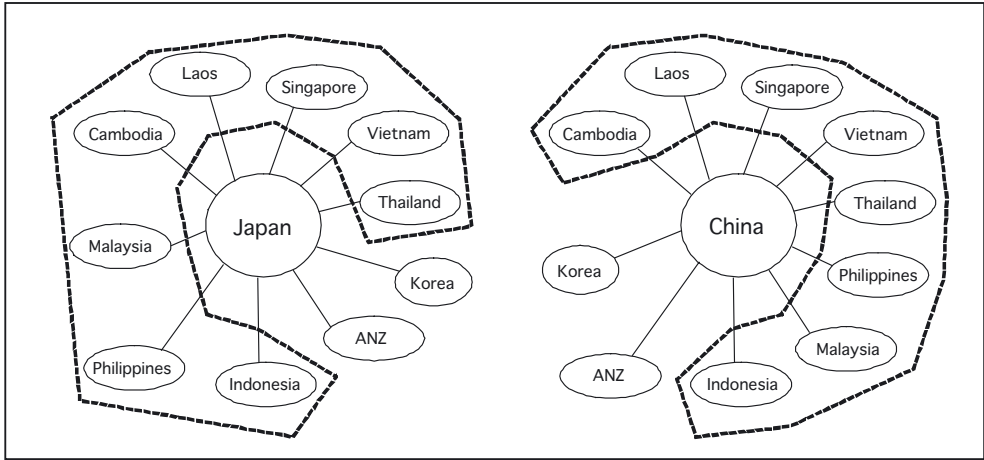 Laos
Singapore
Cambodia
Vietnam
Thailand
Japan
Malaysia
Korea
ANZ
Philippines
Indonesia
Laos
Singapore
Cambodia
Vietnam
Thailand
China
Korea
Philippines
Malaysia
ANZ
Indonesia